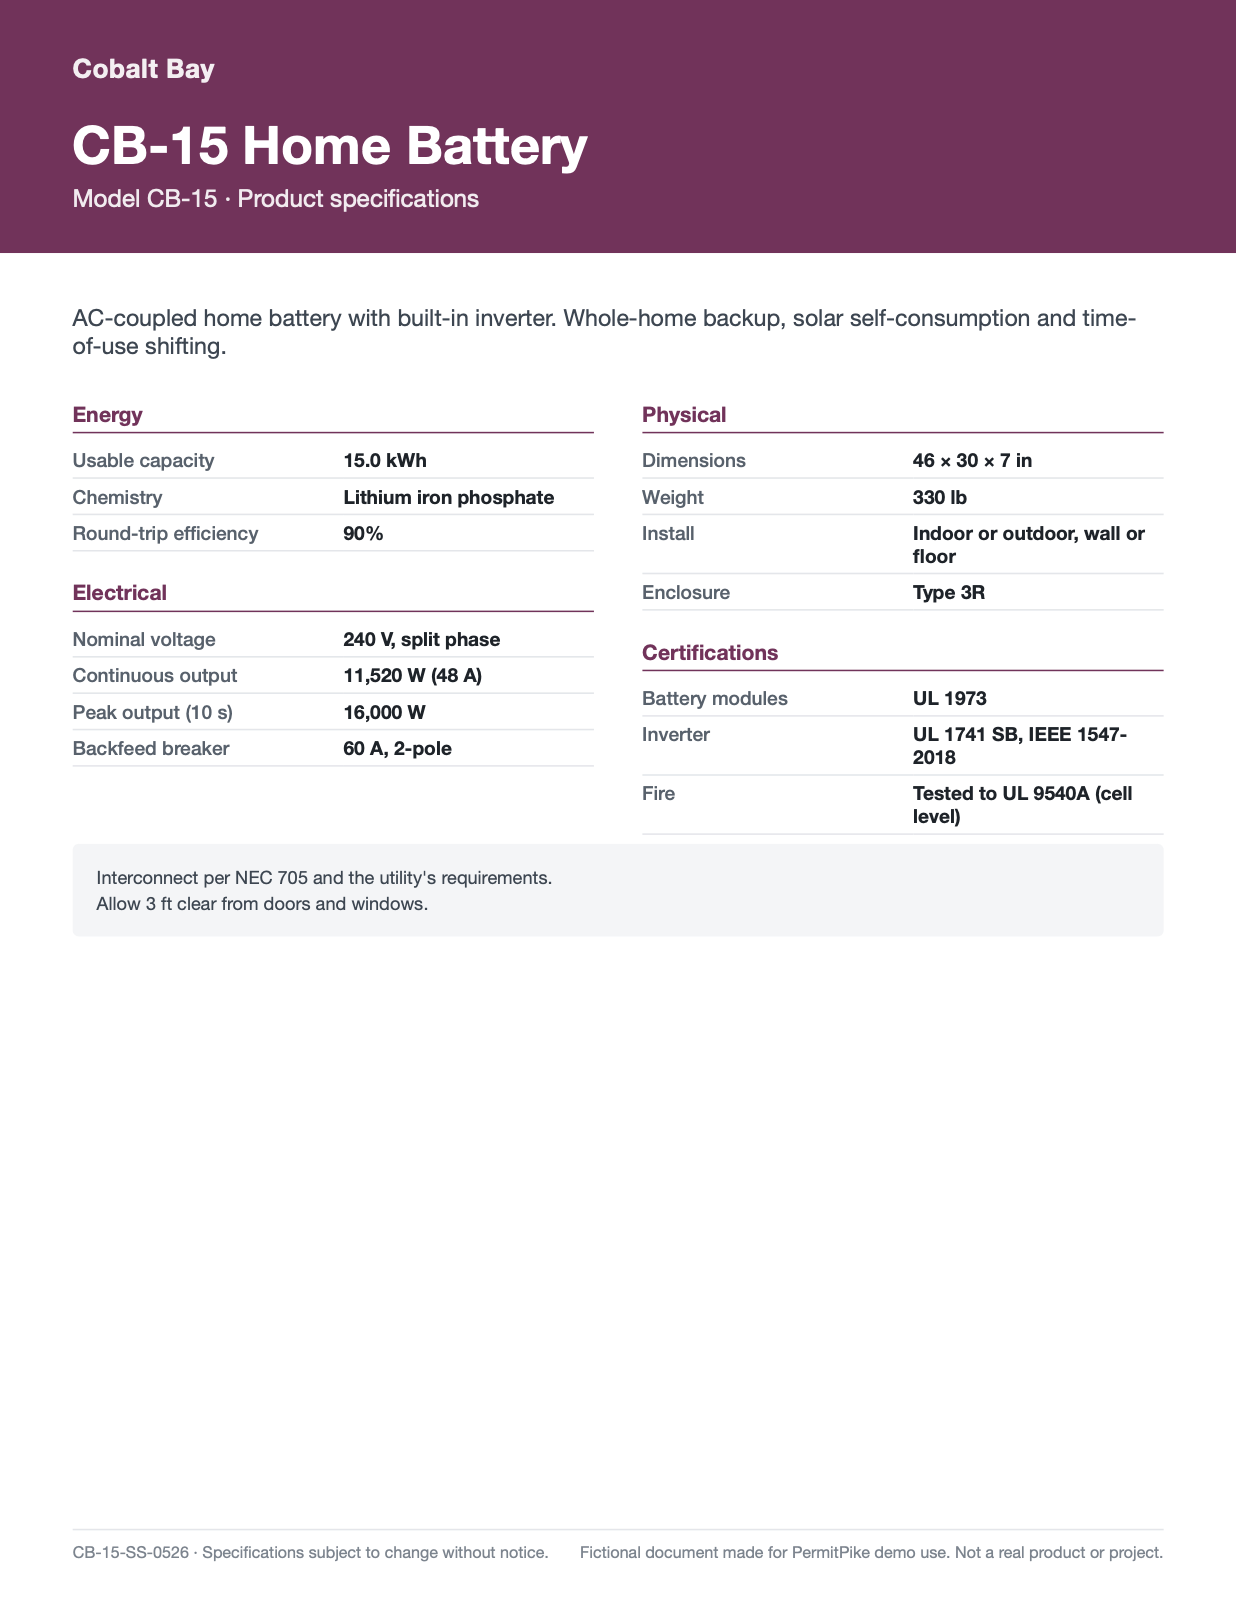 Cobalt Bay
CB-15 Home Battery
Model CB-15 · Product specifications
AC-coupled home battery with built-in inverter. Whole-home backup, solar self-consumption and time-
of-use shifting.
Energy
Usable capacity 15.0 kWh
Chemistry Lithium iron phosphate
Round-trip efficiency 90%
Electrical
Nominal voltage 240 V, split phase
Continuous output 11,520 W (48 A)
Peak output (10 s) 16,000 W
Backfeed breaker 60 A, 2-pole
Physical
Dimensions 46 × 30 × 7 in
Weight 330 lb
Install Indoor or outdoor, wall or
floor
Enclosure Type 3R
Certifications
Battery modules UL 1973
Inverter UL 1741 SB, IEEE 1547-
2018
Fire Tested to UL 9540A (cell
level)
Interconnect per NEC 705 and the utility's requirements.
Allow 3 ft clear from doors and windows.
CB-15-SS-0526 · Specifications subject to change without notice. Fictional document made for PermitPike demo use. Not a real product or project.